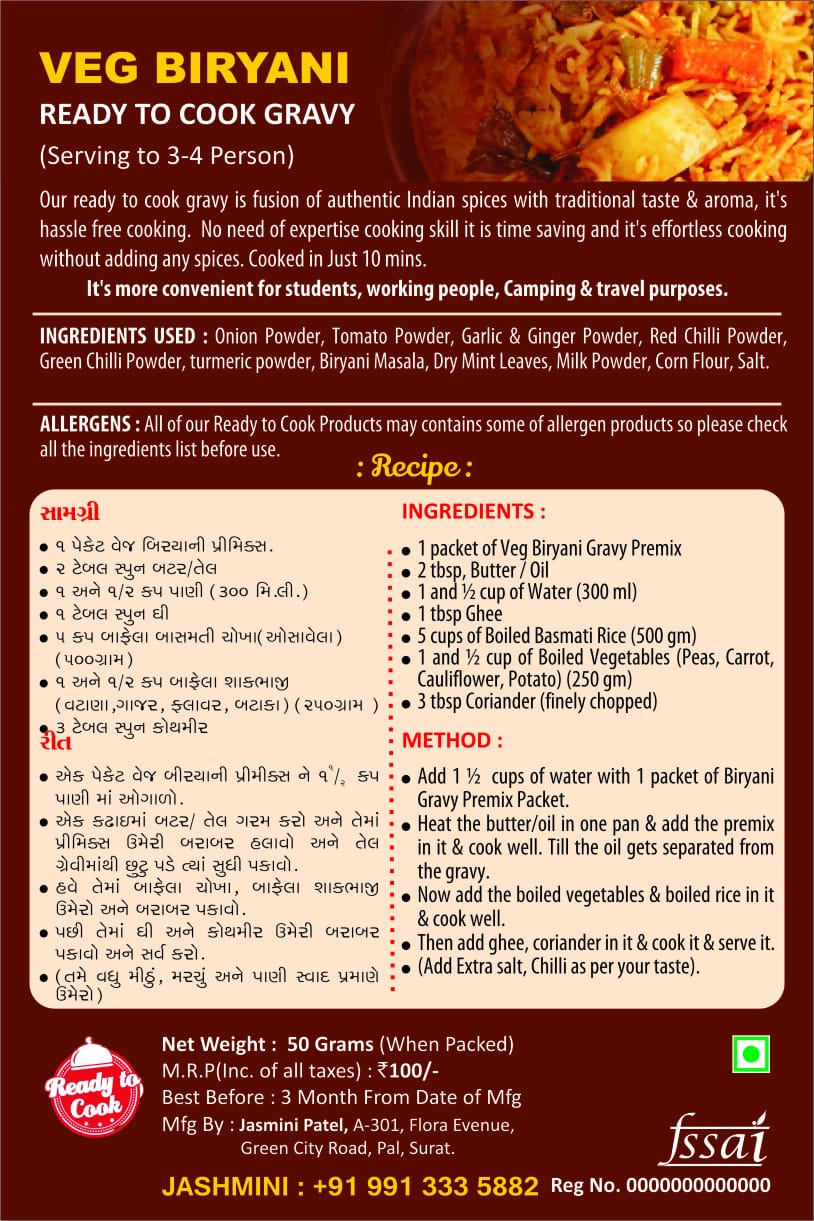 VEG BIRYANI
READY TO COOK GRAVY
(Serving to 3-4 Person)
Our ready to cook gravy is fusion of authentic Indian spices with traditional taste & aroma, it's
hassle free cooking. No need of expertise cooking skill it is time saving and it's effortless cooking
without adding any spices. Cooked in Just 10 mins.
It's more convenient for students, working people, Camping & travel purposes.
INGREDIENTS USED : Onion Powder, Tomato Powder, Garlic & Ginger Powder, Red Chilli Powder,
Green Chilli Powder, turmeric powder, Biryani Masala, Dry Mint Leaves, Milk Powder, Corn Flour, Salt.
ALLERGENS : All of our Ready to Cook Products may contains some of allergen products so please check
all the ingredients list before use.
: Recipe :
સામગ્રી
● ૧ પેકેટ વેજ બિરયાની પ્રીમિક્સ.
● ૨ ટેબલ સ્પુન બટર/તેલ
● ૧ અને ૧/૨ કપ પાણી (૩૦૦ મિ.લી.)
● ૧ ટેબલ સ્પુન ઘી
● ૫ કપ બાફેલા બાસમતી ચોખા(ઓસાવેલા)
(૫૦૦ગ્રામ)
● ૧ અને ૧/૨ કપ બાફેલા શાકભાજી
(વટાણા,ગાજર, ફ્લાવર, બટાકા) (૨૫૦ગ્રામ )
● ૩ ટેબલ સ્પુન કોથમીર
રીત
● એક પેકેટ વેજ બીરયાની પ્રીમીક્સ ને ૧ ૧/૨ કપ
પાણી માં ઓગાળો.
● એક કઢાઇમાં બટર/ તેલ ગરમ કરો અને તેમાં
પ્રીમિક્સ ઉમેરી બરાબર હલાવો અને તેલ
ગ્રેવીમાંથી છુટુ પડે ત્યાં સુધી પકાવો.
● હવે તેમાં બાફેલા ચોખા, બાફેલા શાકભાજી
ઉમેરો અને બરાબર પકાવો.
● પછી તેમાં ઘી અને કોથમીર ઉમેરી બરાબર
પકાવો અને સર્વ કરો.
● (તમે વધુ મીઠું, મરચું અને પાણી સ્વાદ પ્રમાણે
ઉમેરો)
INGREDIENTS :
● 1 packet of Veg Biryani Gravy Premix
● 2 tbsp, Butter / Oil
● 1 and ½ cup of Water (300 ml)
● 1 tbsp Ghee
● 5 cups of Boiled Basmati Rice (500 gm)
● 1 and ½ cup of Boiled Vegetables (Peas, Carrot,
Cauliflower, Potato) (250 gm)
● 3 tbsp Coriander (finely chopped)
METHOD :
● Add 1 ½ cups of water with 1 packet of Biryani
Gravy Premix Packet.
● Heat the butter/oil in one pan & add the premix
in it & cook well. Till the oil gets separated from
the gravy.
● Now add the boiled vegetables & boiled rice in it
& cook well.
● Then add ghee, coriander in it & cook it & serve it.
● (Add Extra salt, Chilli as per your taste).
Ready to
Cook
Net Weight : 50 Grams (When Packed)
M.R.P(Inc. of all taxes) : ₹100/-
Best Before : 3 Month From Date of Mfg
Mfg By : Jasmini Patel, A-301, Flora Evenue,
Green City Road, Pal, Surat.
JASHMINI : +91 991 333 5882
fssai
Reg No. 0000000000000